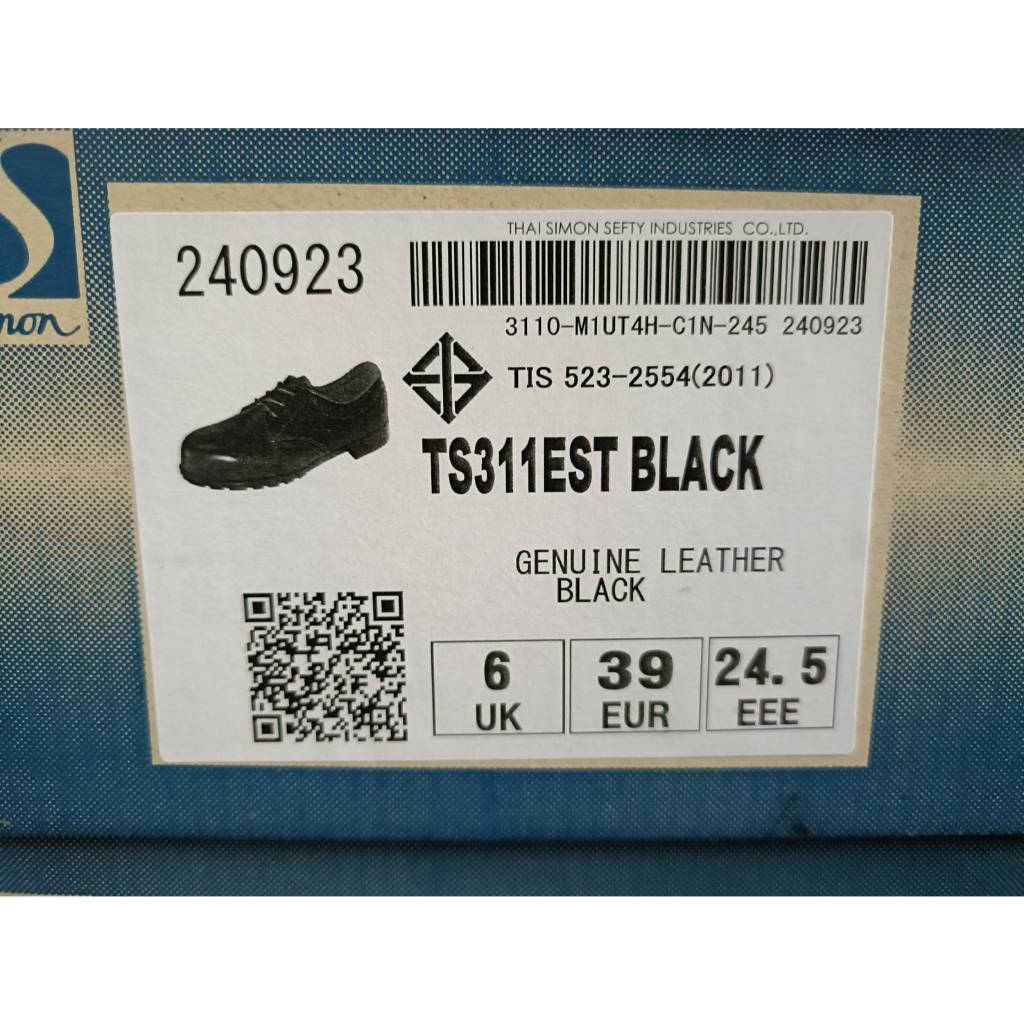 THAI SIMON SEFTY INDUSTRIES CO.,LTD.
240923
3110-M1UT4H-C1N-245 240923
TIS 523-2554(2011)
TS311EST BLACK
GENUINE LEATHER
BLACK
6
UK
39
EUR
24.5
EEE